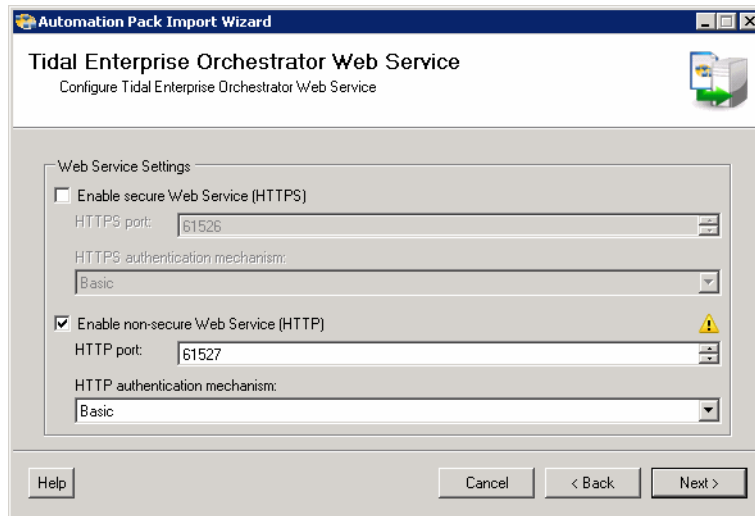 Automation Pack Import Wizard
Tidal Enterprise Orchestrator Web Service
Configure Tidal Enterprise Orchestrator Web Service
Web Service Settings
Enable secure Web Service (HTTPS)
HTTPS port: 61526
HTTPS authentication mechanism:
Basic
Enable non-secure Web Service (HTTP)
HTTP port: 61527
HTTP authentication mechanism:
Basic
Help Cancel < Back Next >